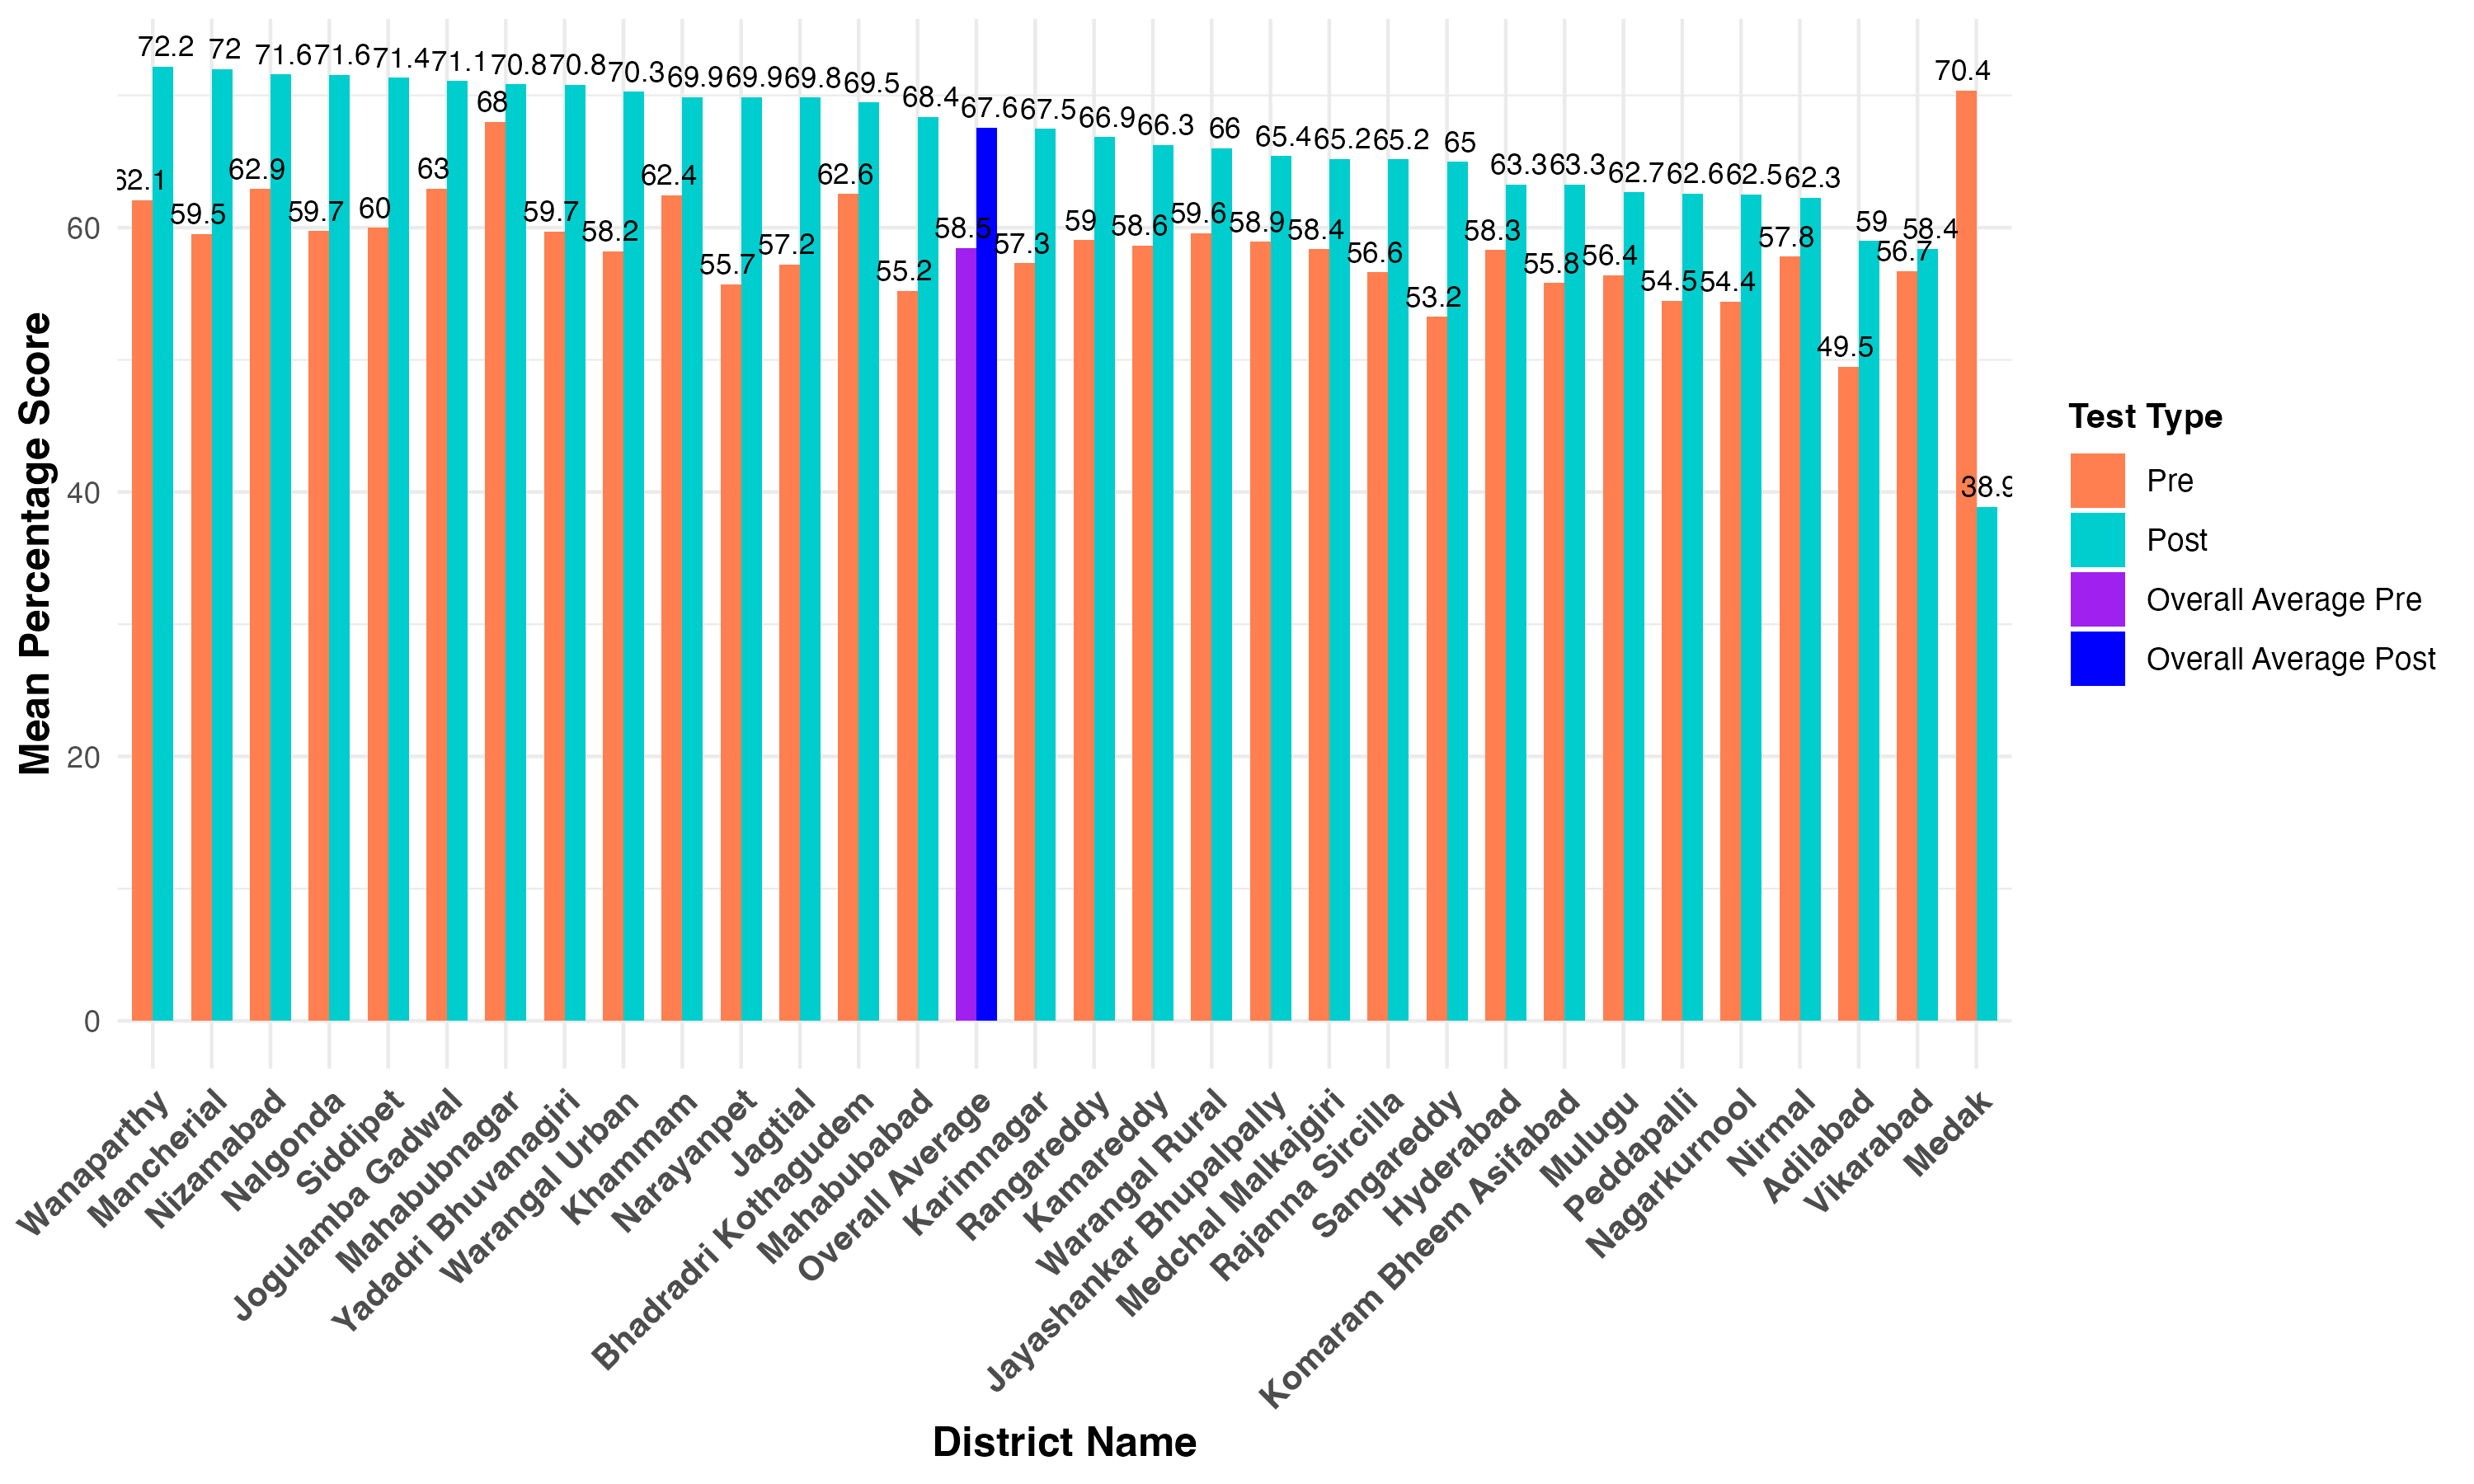 72.2 72 71.6 71.6 71.4 71.1 70.8 70.8 70.3 69.9 69.9 69.8 69.5 68.4 67.6 67.5 66.9 66.3 66 65.4 65.2 65.2 65 63.3 63.3 62.7 62.6 62.5 62.3 59 58.4 38.9
62.1 59.5 62.9 59.7 60 63 68 59.7 58.2 62.4 55.7 57.2 62.6 55.2 58.5 57.3 59 58.6 59.6 58.9 58.4 56.6 53.2 58.3 55.8 56.4 54.5 54.4 57.8 49.5 56.7 70.4
60
40
20
0
Mean Percentage Score
Wanaparthy
Mancherial
Nizamabad
Nalgonda
Siddipet
Jogulamba Gadwal
Mahabubnagar
Yadadri Bhuvanagiri
Warangal Urban
Khammam
Narayanpet
Jagtial
Bhadradri Kothagudem
Mahabubabad
Overall Average
Karimnagar
Rangareddy
Kamareddy
Warangal Rural
Jayashankar Bhupalpally
Medchal Malkajgiri
Rajanna Sircilla
Sangareddy
Hyderabad
Komaram Bheem Asifabad
Mulugu
Peddapalli
Nagarkurnool
Nirmal
Adilabad
Vikarabad
Medak
District Name
Test Type
Pre
Post
Overall Average Pre
Overall Average Post